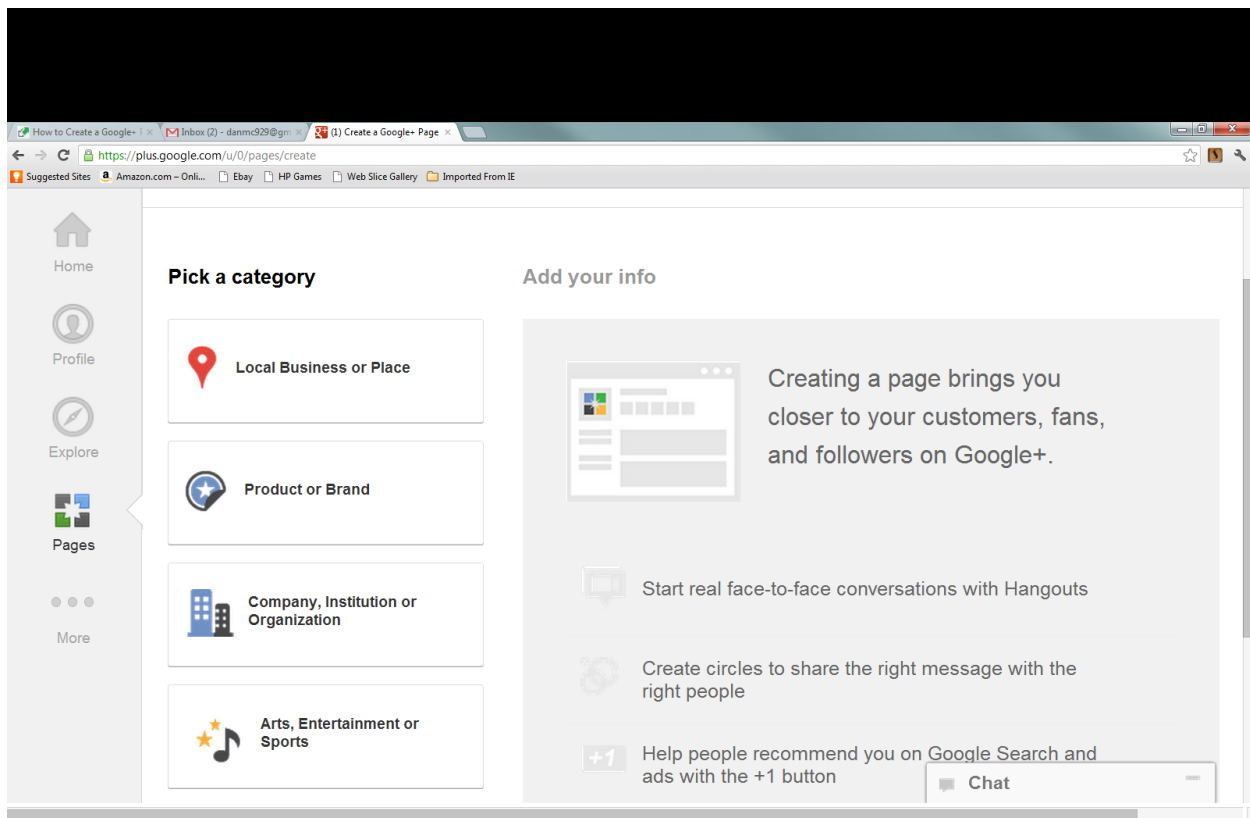 How to Create a Google+
Inbox (2) - danmc929@gm
(1) Create a Google+ Page
https://plus.google.com/u/0/pages/create
Suggested Sites
Amazon.com – Onli...
Ebay
HP Games
Web Slice Gallery
Imported From IE
Home
Profile
Explore
Pages
More
Pick a category
Local Business or Place
Product or Brand
Company, Institution or
Organization
Arts, Entertainment or
Sports
Add your info
Creating a page brings you
closer to your customers, fans,
and followers on Google+.
Start real face-to-face conversations with Hangouts
Create circles to share the right message with the
right people
+1
Help people recommend you on Google Search and
ads with the +1 button
Chat